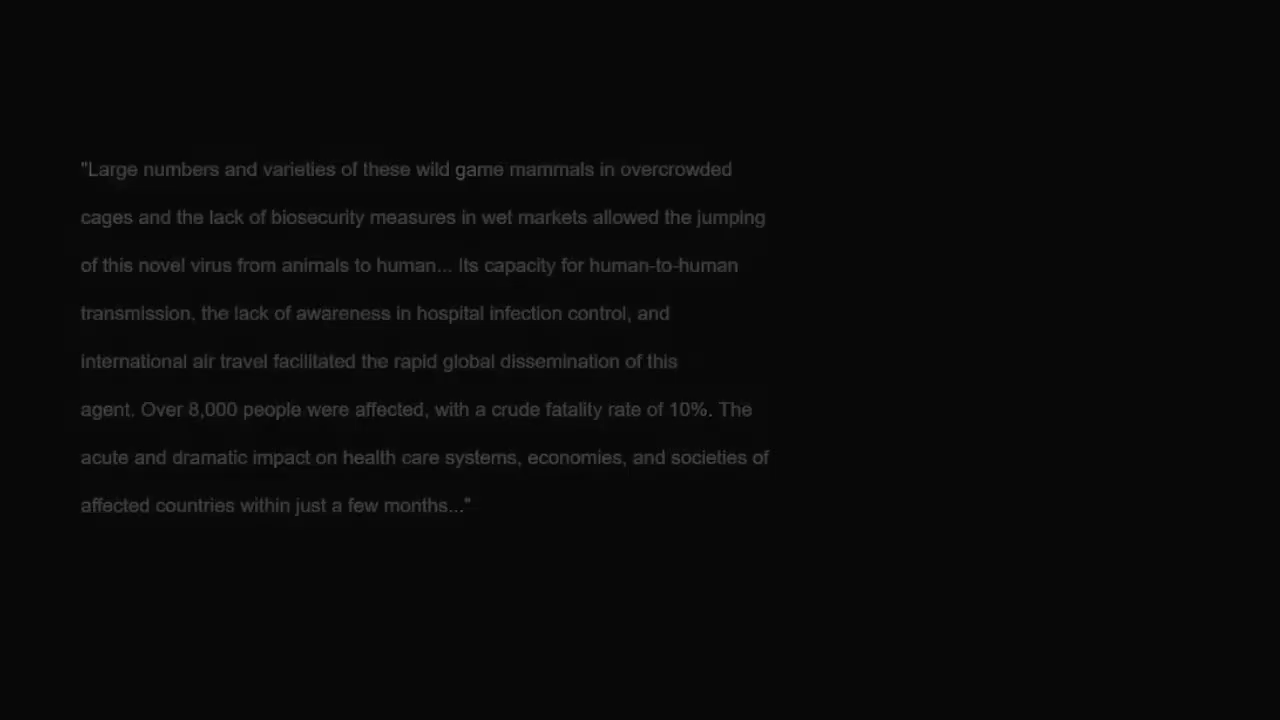 "Large numbers and varieties of these wild game mammals in overcrowded
cages and the lack of biosecurity measures in wet markets allowed the jumping
of this novel virus from animals to human... Its capacity for human-to-human
transmission, the lack of awareness in hospital infection control, and
international air travel facilitated the rapid global dissemination of this
agent. Over 8,000 people were affected, with a crude fatality rate of 10%. The
acute and dramatic impact on health care systems, economies, and societies of
affected countries within just a few months..."